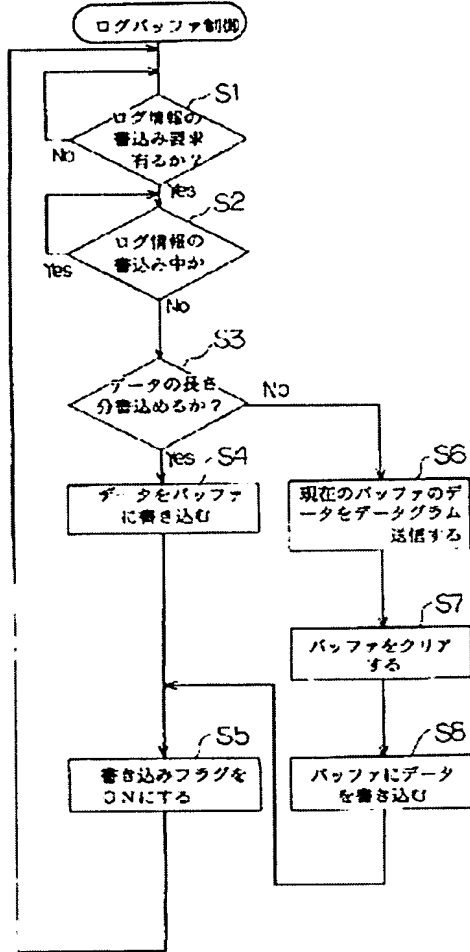 ログバッファ制御
S1
ログ情報の
書込み要求
有るか?
No
Yes
S2
ログ情報の
書込み中か
Yes
No
S3
データの長さ
分書込めるか?
No
Yes
S4
データをバッファ
に書き込む
S6
現在のバッファのデ
ータをデータグラム
送信する
S7
バッファをクリア
する
S5
書き込みフラグを
ONにする
S8
バッファにデータ
を書き込む